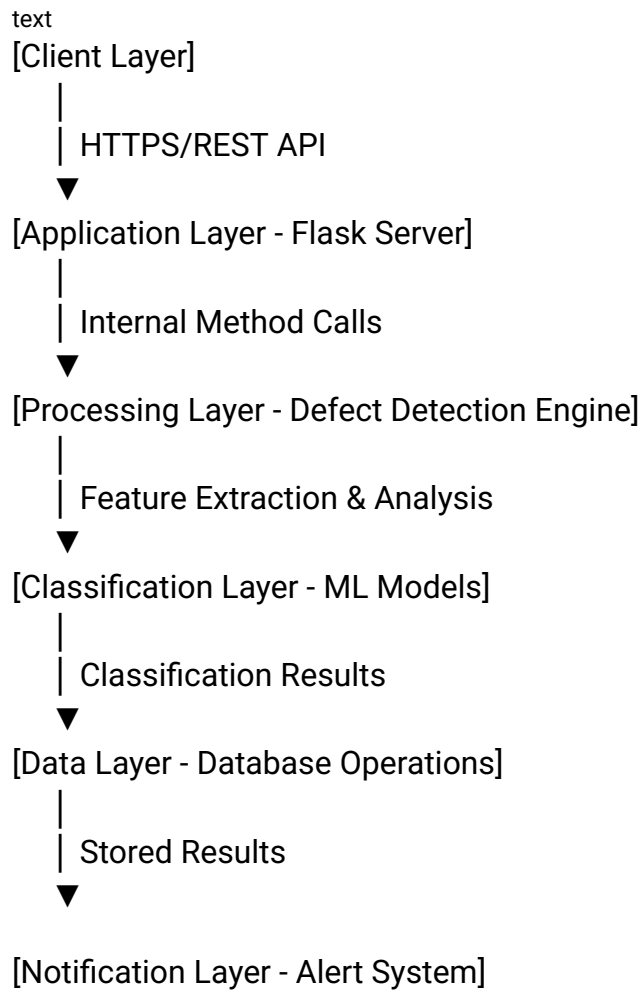 text
[Client Layer]
│
│ HTTPS/REST API
▼
[Application Layer - Flask Server]
│
│ Internal Method Calls
▼
[Processing Layer - Defect Detection Engine]
│
│ Feature Extraction & Analysis
▼
[Classification Layer - ML Models]
│
│ Classification Results
▼
[Data Layer - Database Operations]
│
│ Stored Results
▼
[Notification Layer - Alert System]